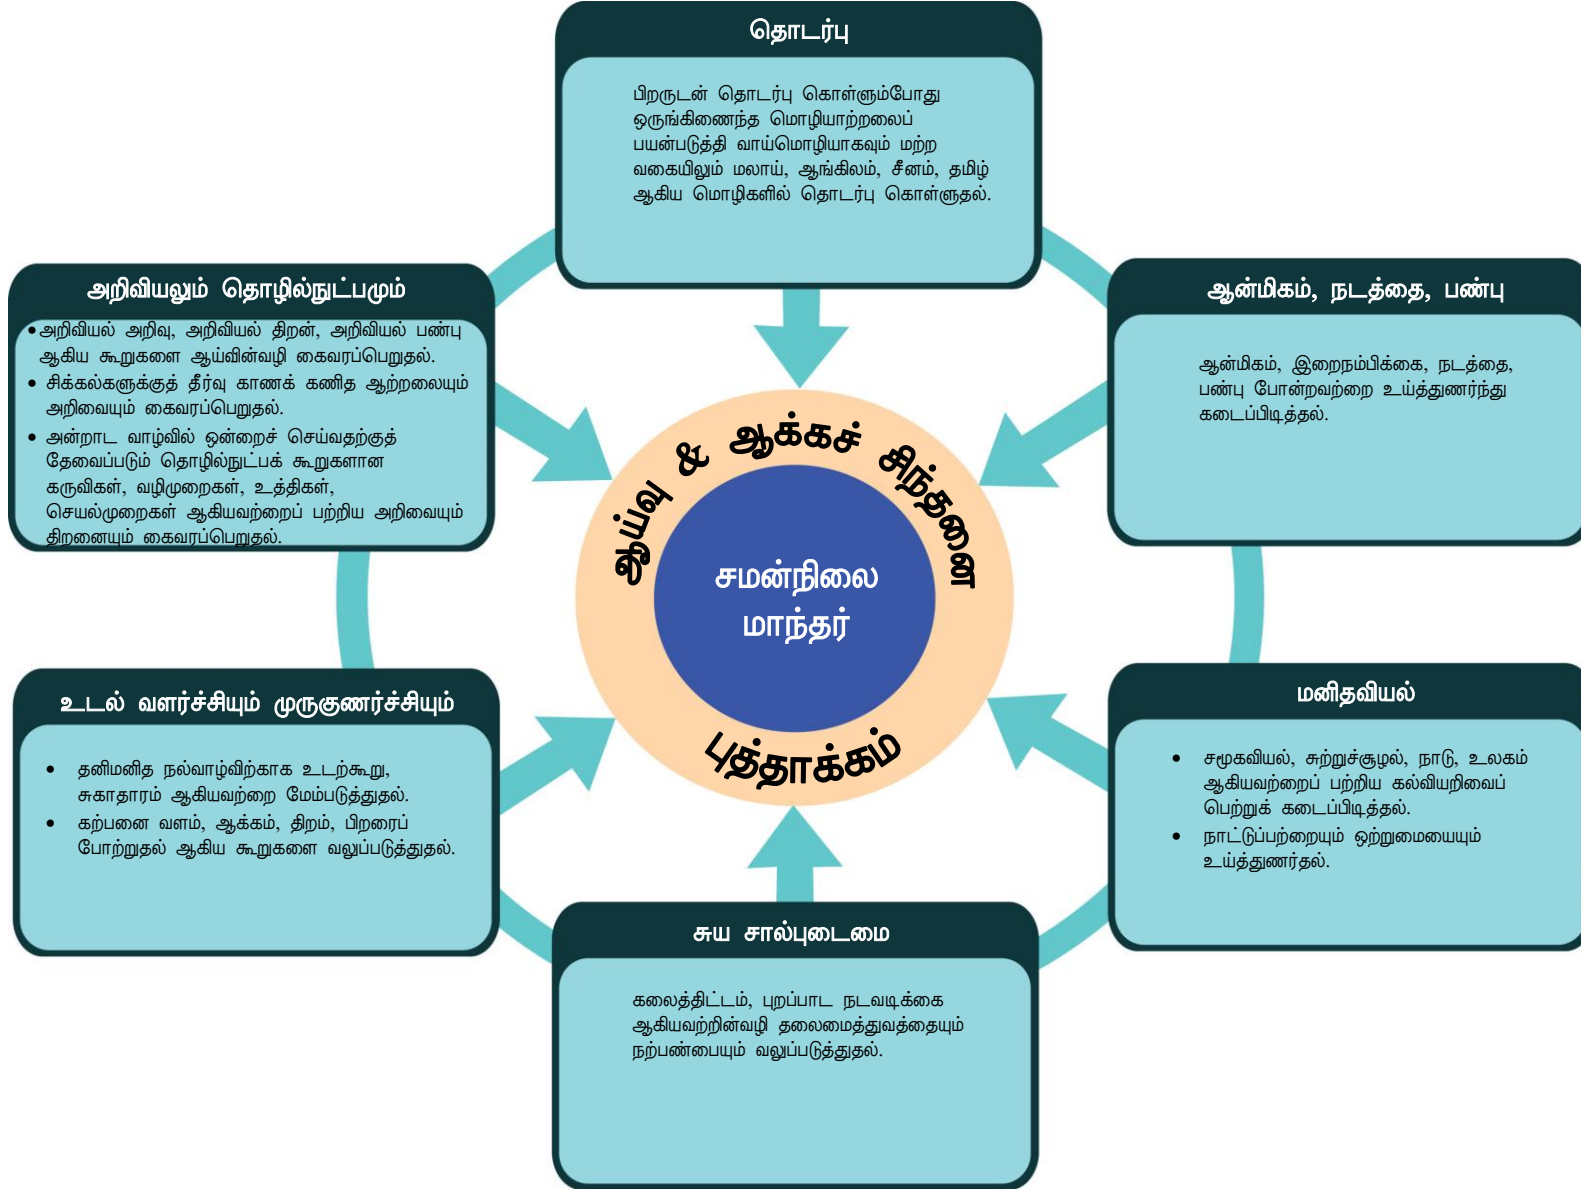 தொடர்பு
பிறருடன் தொடர்பு கொள்ளும்போது
ஒருங்கிணைந்த மொழியாற்றலைப்
பயன்படுத்தி வாய்மொழியாகவும் மற்ற
வகையிலும் மலாய், ஆங்கிலம், சீனம், தமிழ்
ஆகிய மொழிகளில் தொடர்பு கொள்ளுதல்.
அறிவியலும் தொழில்நுட்பமும்
• அறிவியல் அறிவு, அறிவியல் திறன், அறிவியல் பண்பு
ஆகிய கூறுகளை ஆய்வின்வழி கைவரப்பெறுதல்.
• சிக்கல்களுக்குத் தீர்வு காணக் கணித ஆற்றலையும்
அறிவையும் கைவரப்பெறுதல்.
• அன்றாட வாழ்வில் ஒன்றைச் செய்வதற்குத்
தேவைப்படும் தொழில்நுட்பக் கூறுகளான
கருவிகள், வழிமுறைகள், உத்திகள்,
செயல்முறைகள் ஆகியவற்றைப் பற்றிய அறிவையும்
திறனையும் கைவரப்பெறுதல்.
ஆன்மிகம், நடத்தை, பண்பு
ஆன்மிகம், இறைநம்பிக்கை, நடத்தை,
பண்பு போன்றவற்றை உய்த்துணர்ந்து
கடைப்பிடித்தல்.
ஆய்வு & ஆக்கச் சிந்தனை
சமன்நிலை
மாந்தர்
புத்தாக்கம்
உடல் வளர்ச்சியும் முருகுணர்ச்சியும்
• தனிமனித நல்வாழ்விற்காக உடற்கூறு,
சுகாதாரம் ஆகியவற்றை மேம்படுத்துதல்.
• கற்பனை வளம், ஆக்கம், திறம், பிறரைப்
போற்றுதல் ஆகிய கூறுகளை வலுப்படுத்துதல்.
மனிதவியல்
• சமூகவியல், சுற்றுச்சூழல், நாடு, உலகம்
ஆகியவற்றைப் பற்றிய கல்வியறிவைப்
பெற்றுக் கடைப்பிடித்தல்.
• நாட்டுப்பற்றையும் ஒற்றுமையையும்
உய்த்துணர்தல்.
சுய சால்புடைமை
கலைத்திட்டம், புறப்பாட நடவடிக்கை
ஆகியவற்றின்வழி தலைமைத்துவத்தையும்
நற்பண்பையும் வலுப்படுத்துதல்.